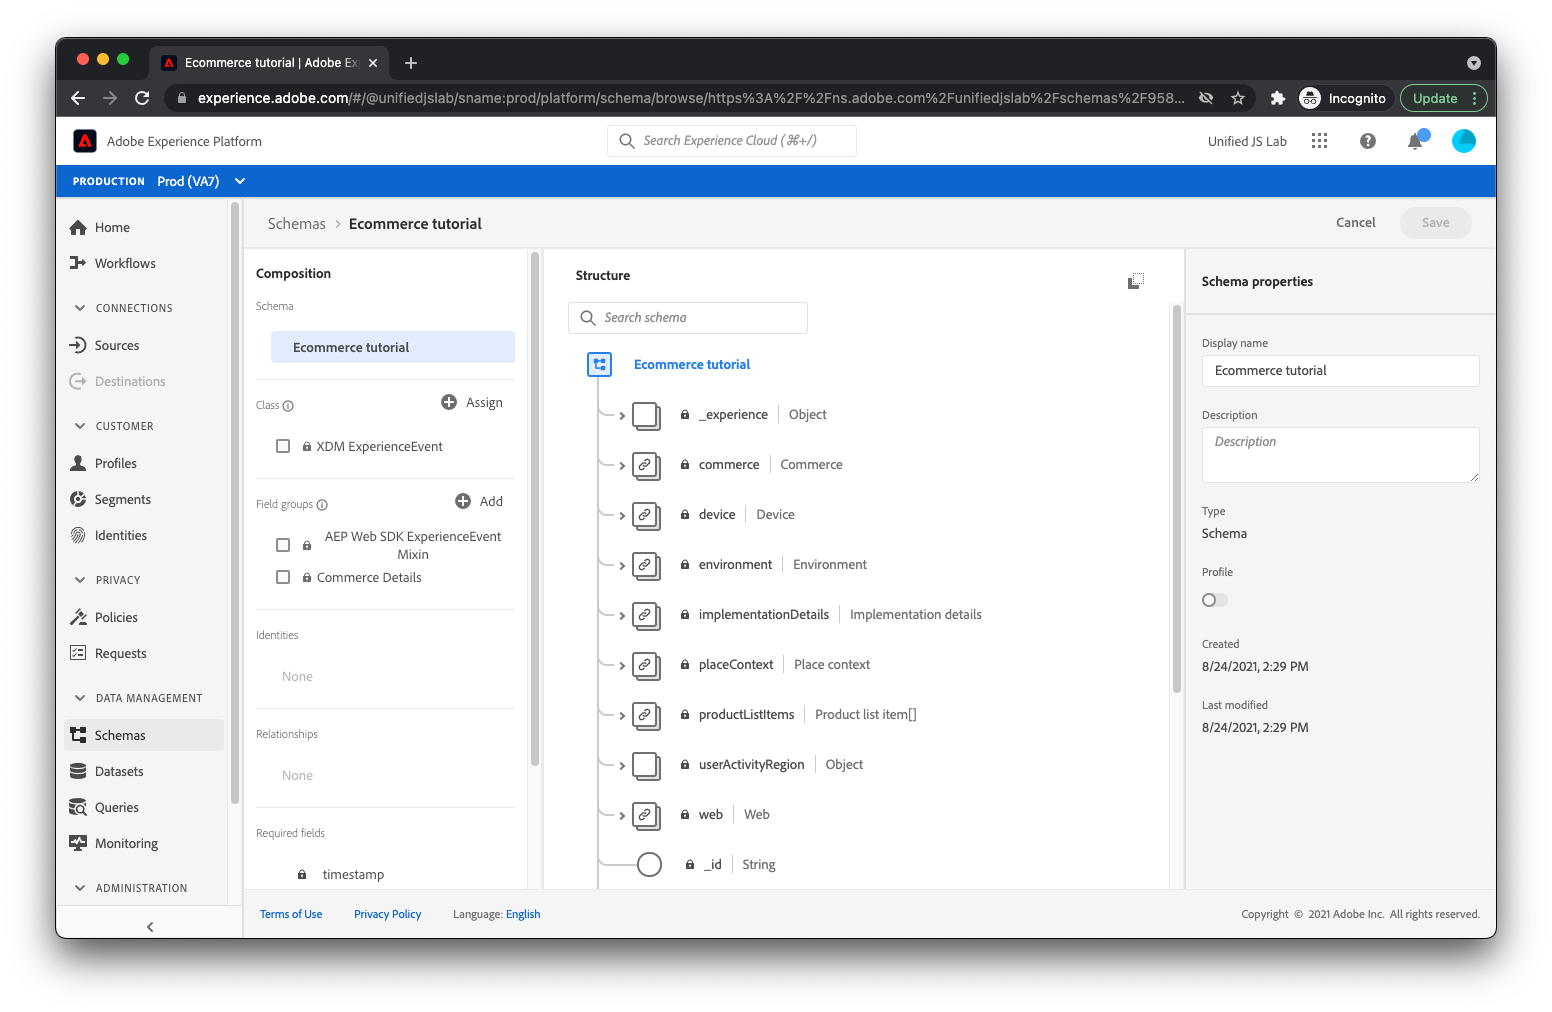 Ecommerce tutorial | Adobe Ex
experience.adobe.com/#/@unifiedjslab/sname:prod/platform/schema/browse/https%3A%2F%2Fns.adobe.com%2Funifiedjslab%2Fschemas%2F958...
Incognito
Update
Adobe Experience Platform
Search Experience Cloud (⌘+/)
Unified JS Lab
PRODUCTION Prod (VA7)
Home
Workflows
CONNECTIONS
Sources
Destinations
CUSTOMER
Profiles
Segments
Identities
PRIVACY
Policies
Requests
DATA MANAGEMENT
Schemas
Datasets
Queries
Monitoring
ADMINISTRATION
Schemas > Ecommerce tutorial
Cancel
Save
Composition
Schema
Ecommerce tutorial
Class
Assign
XDM ExperienceEvent
Field groups
Add
AEP Web SDK ExperienceEvent
Mixin
Commerce Details
Identities
None
Relationships
None
Required fields
timestamp
Structure
Search schema
Ecommerce tutorial
_experience | Object
commerce | Commerce
device | Device
environment | Environment
implementationDetails | Implementation details
placeContext | Place context
productListItems | Product list item[]
userActivityRegion | Object
web | Web
_id | String
Schema properties
Display name
Ecommerce tutorial
Description
Description
Type
Schema
Profile
Created
8/24/2021, 2:29 PM
Last modified
8/24/2021, 2:29 PM
Terms of Use
Privacy Policy
Language: English
Copyright © 2021 Adobe Inc. All rights reserved.